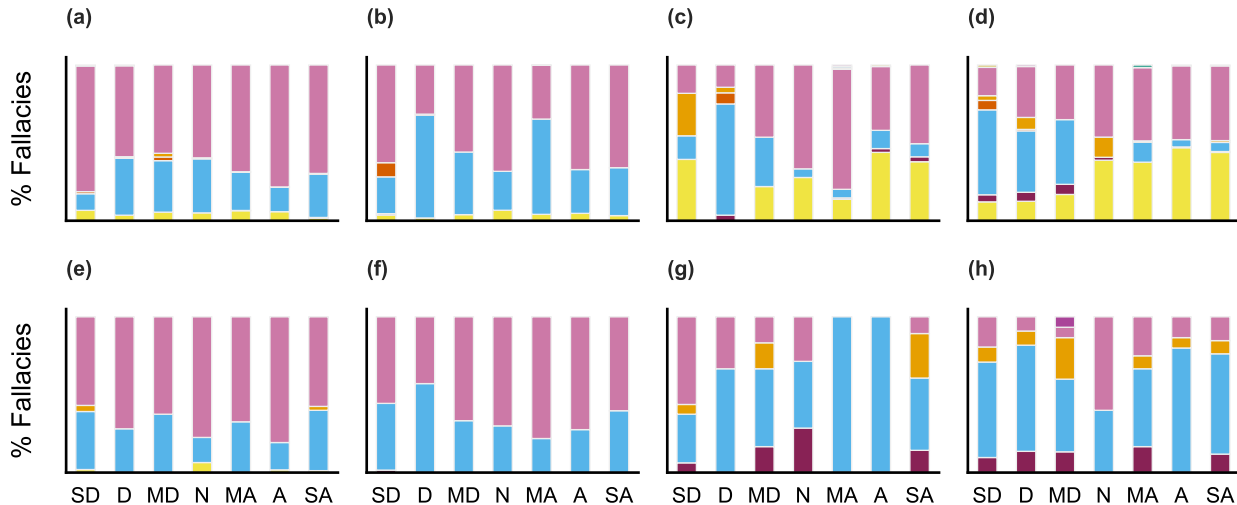 (a) (b) (c) (d)
% Fallacies
(e) (f) (g) (h)
% Fallacies
SD D MD N MA A SA SD D MD N MA A SA SD D MD N MA A SA SD D MD N MA A SA